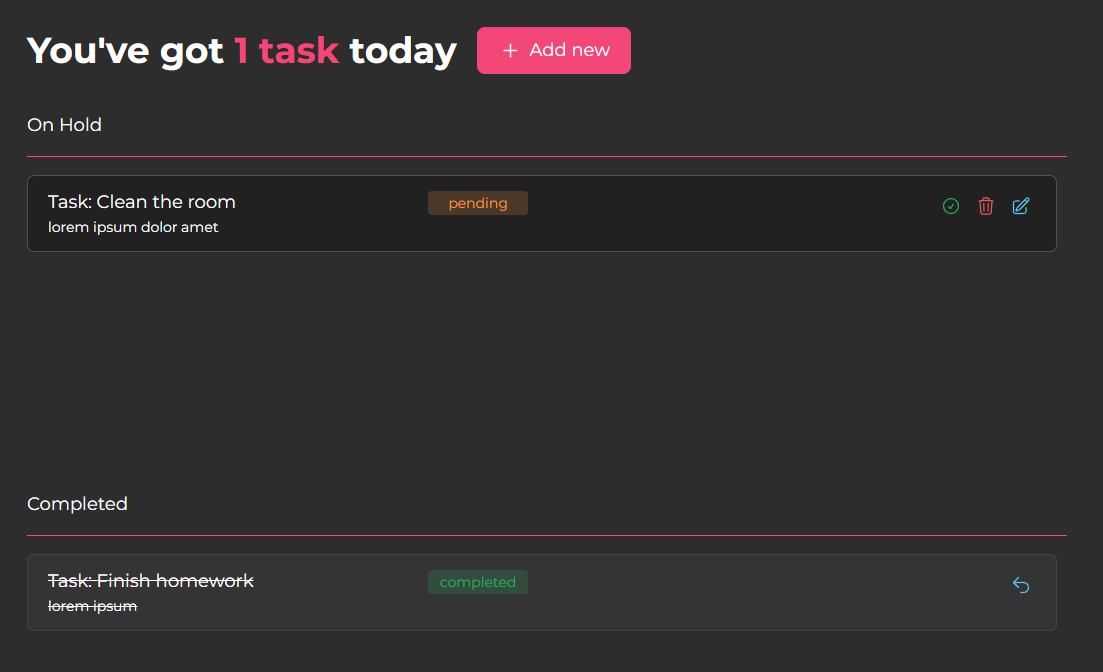 You've got 1 task today
+ Add new
On Hold
Task: Clean the room
pending
lorem ipsum dolor amet
Completed
Task: Finish homework
completed
lorem ipsum